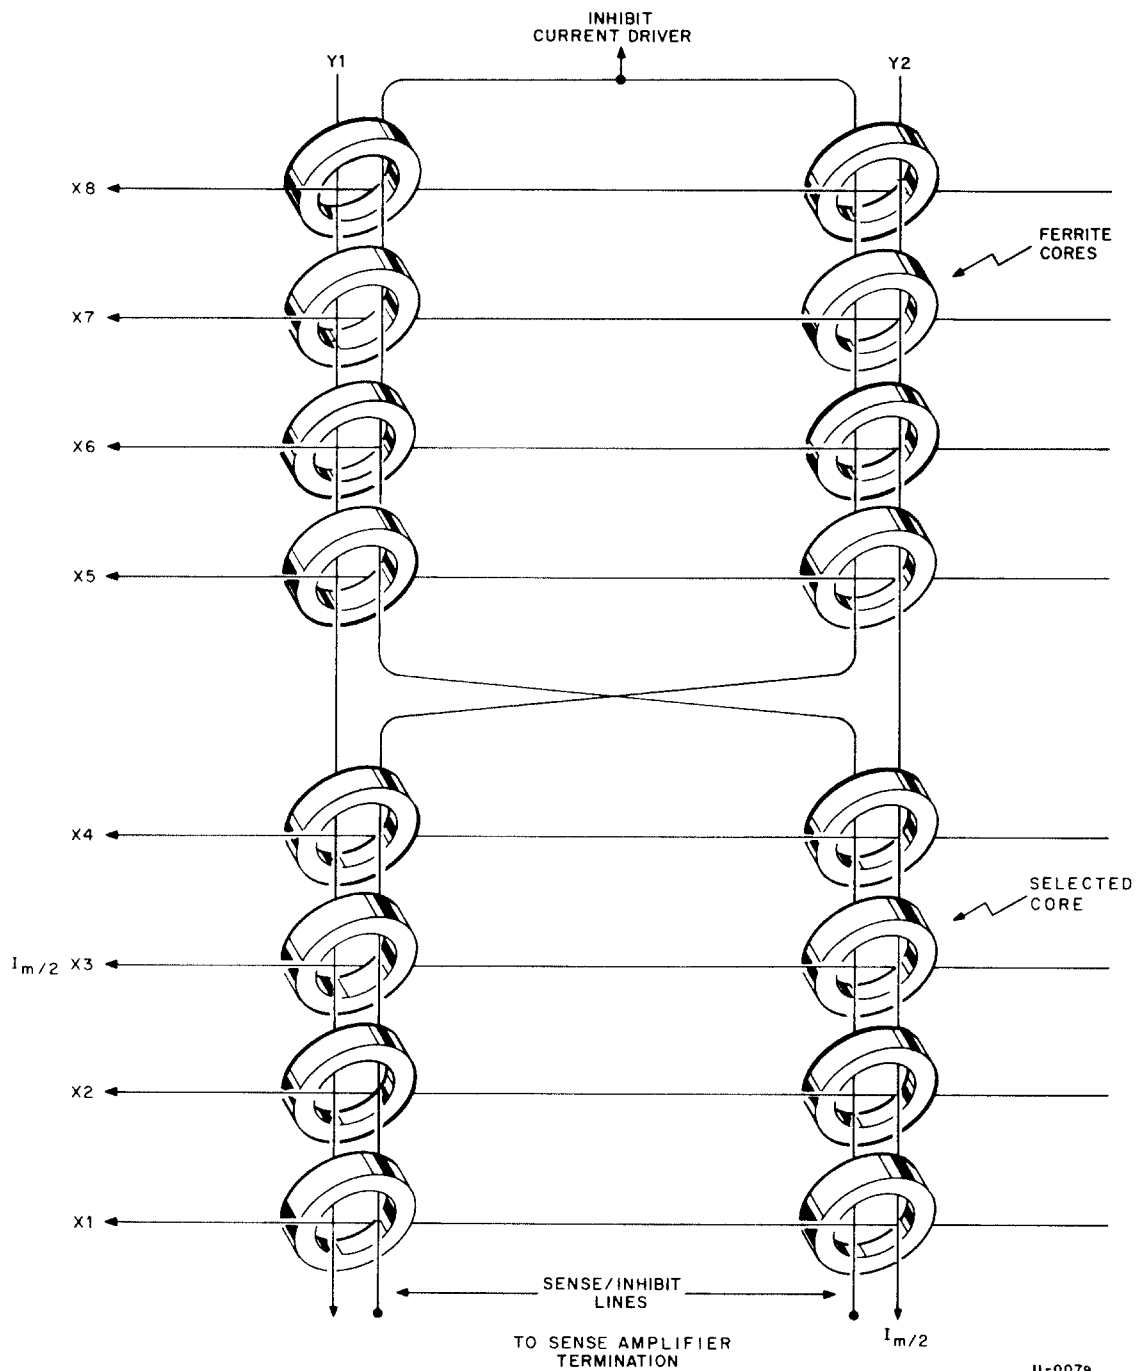 INHIBIT
CURRENT DRIVER
Y1
Y2
X8
FERRITE
CORES
X7
X6
X5
X4
SELECTED
CORE
Im/2 X3
X2
X1
SENSE/INHIBIT
LINES
Im/2
TO SENSE AMPLIFIER
TERMINATION
11-0079